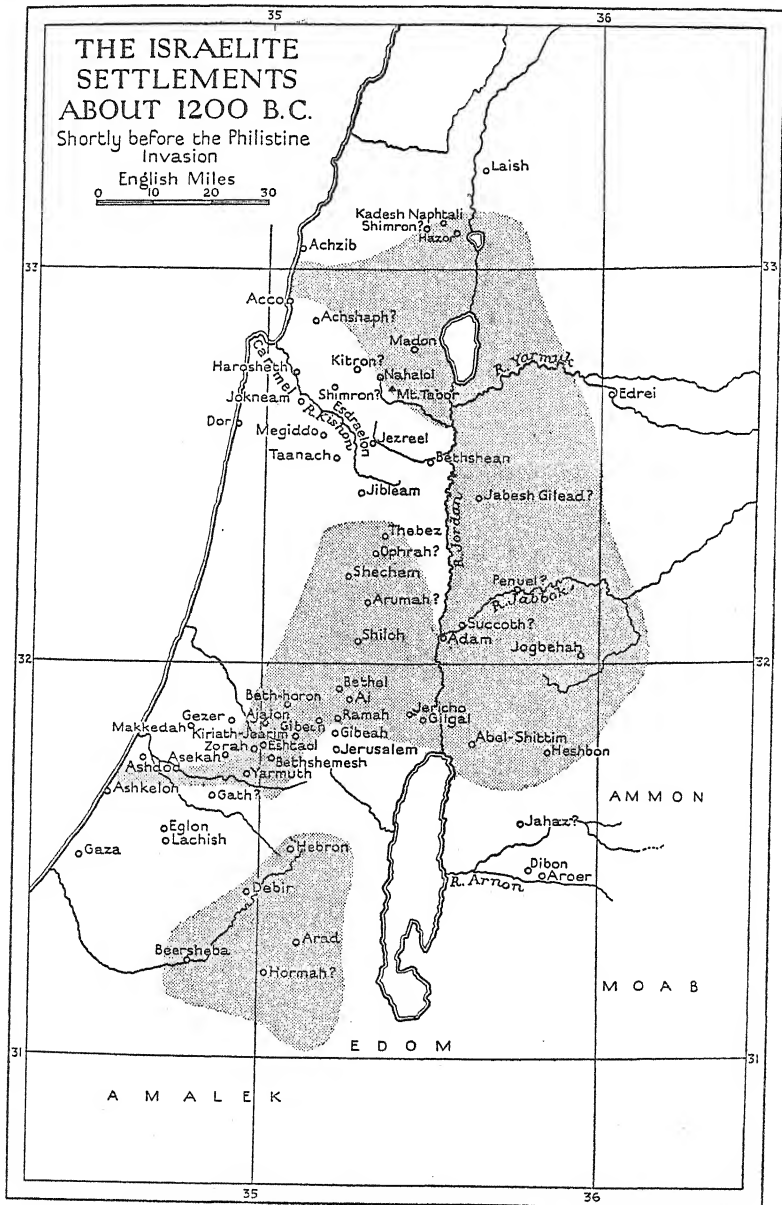 35
36
THE ISRAELITE
SETTLEMENTS
ABOUT 1200 B.C.
Shortly before the Philistine
Invasion
English Miles
0 10 20 30
Laish
Kadesh Naphtali
Shimron?
Hazor
Achzib
33
33
Acco
Achshaph?
Madon
Kitron?
Nahalol
R. Yarmuk
Harosheth
Carmel
Shimron?
Mt. Tabor
Edrei
Jokneam
R. Kishon
Esdraelon
Dor
Megiddo
Jezreel
Taanach
Bethshean
Jibleam
Jabesh Gilead?
R. Jordan
Thebez
Ophrah?
Shechem
Penuel?
R. Jabbok
Arumah?
Succoth?
Shiloh
Adam
Jogbehah
32
32
Bethel
Beth-horon
Ai
Gezer
Ajalon
Ramah
Jericho
Makkedah
Kiriath-Jearim
Gibeon
Gibeah
Gilgal
Zorah
Eshtaol
Jerusalem
Abel-Shittim
Asekah
Bethshemesh
Heshbon
Ashdod
Yarmuth
Ashkelon
Gath?
AMMON
Eglon
Jahaz?
Lachish
Gaza
Hebron
Dibon
Aroer
R. Arnon
Debir
Arad
Beersheba
Hormah?
MOAB
EDOM
31
31
AMALEK
35
36